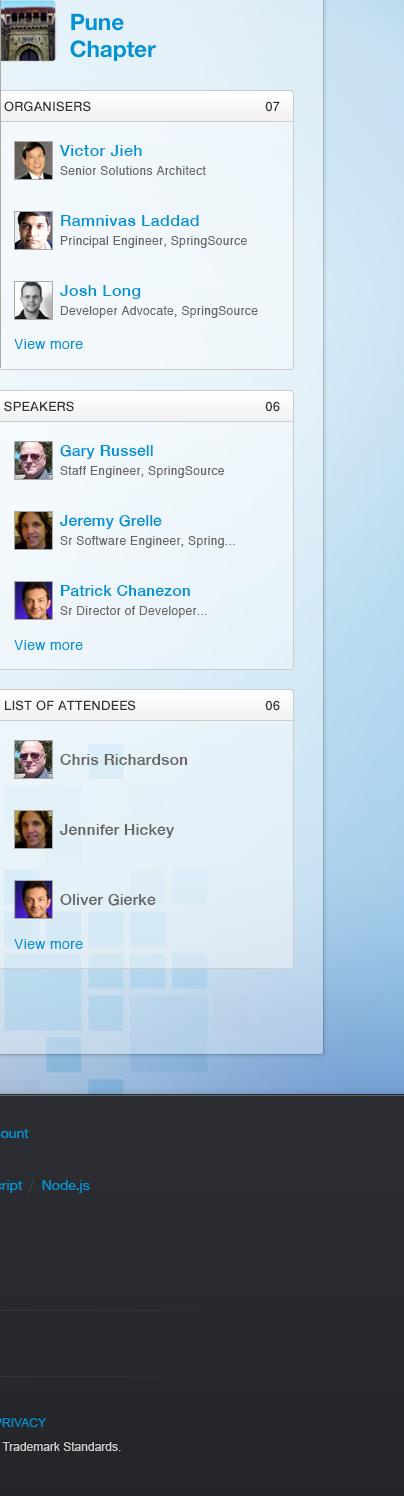 Pune
Chapter
ORGANISERS 07
Victor Jieh
Senior Solutions Architect
Ramnivas Laddad
Principal Engineer, SpringSource
Josh Long
Developer Advocate, SpringSource
View more
SPEAKERS 06
Gary Russell
Staff Engineer, SpringSource
Jeremy Grelle
Sr Software Engineer, Spring...
Patrick Chanezon
Sr Director of Developer...
View more
LIST OF ATTENDEES 06
Chris Richardson
Jennifer Hickey
Oliver Gierke
View more
ount
ript / Node.js
PRIVACY
Trademark Standards.